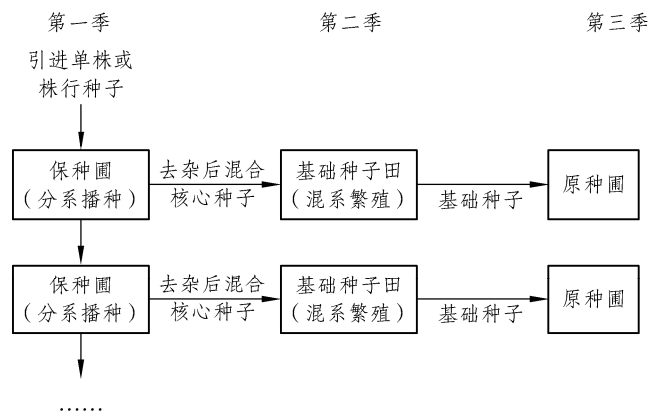 第一季
第二季
第三季
引进单株或
株行种子
保种圃
（分系播种）
去杂后混合
核心种子
基础种子田
（混系繁殖）
基础种子
原种圃
保种圃
（分系播种）
去杂后混合
核心种子
基础种子田
（混系繁殖）
基础种子
原种圃
……